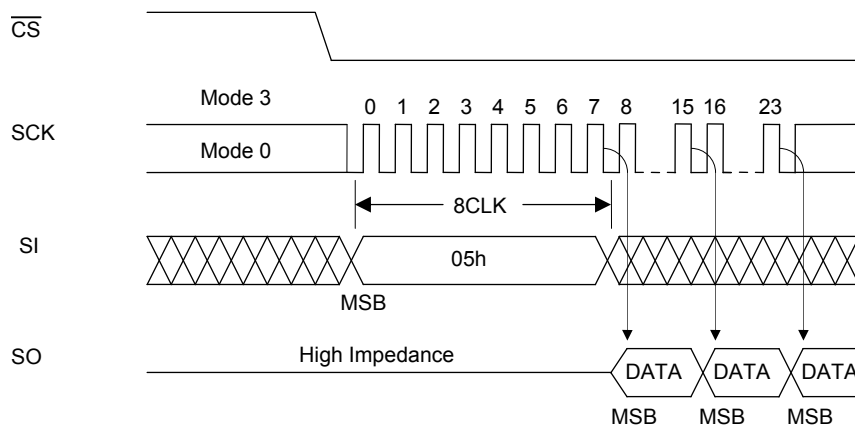 CS
Mode 3
0 1 2 3 4 5 6 7 8 15 16 23
SCK
Mode 0
8CLK
SI
05h
MSB
SO
High Impedance
DATA DATA DATA
MSB MSB MSB